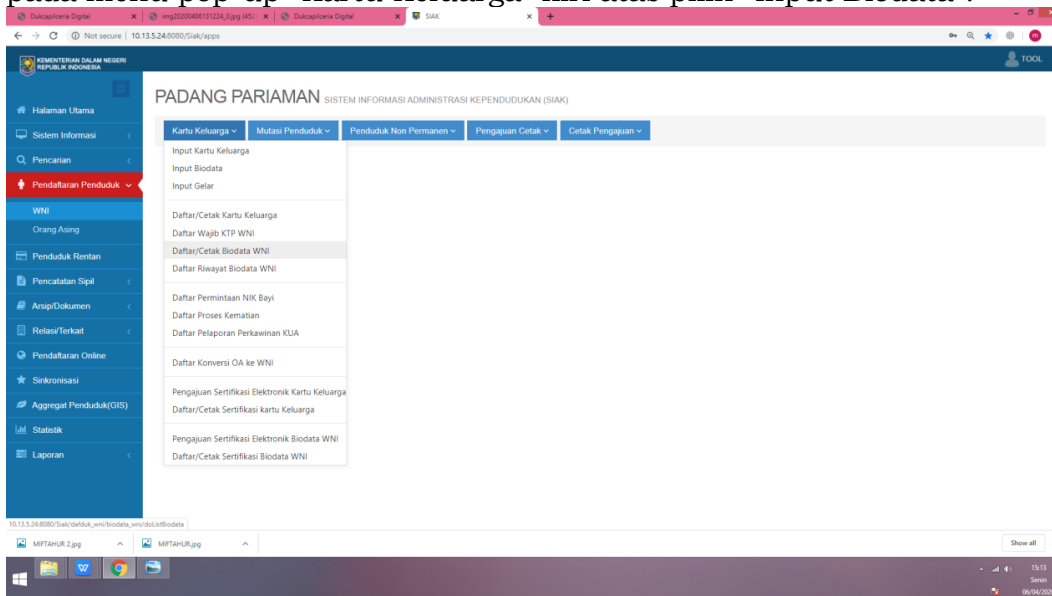 pada menu pop-up "Kartu Keluarga" kiri atas pilih "Input Biodata".
Dukcapilceria Digital
img20200406131224_0.jpg (453
Dukcapilceria Digital
SIAK
Not secure | 10.13.5.24:8080/Siak/apps
KEMENTERIAN DALAM NEGERI
REPUBLIK INDONESIA
TOOL
PADANG PARIAMAN SISTEM INFORMASI ADMINISTRASI KEPENDUDUKAN (SIAK)
Halaman Utama
Sistem Informasi
Pencarian
Pendaftaran Penduduk
WNI
Orang Asing
Penduduk Rentan
Pencatatan Sipil
Arsip/Dokumen
Relasi/Terkait
Pendaftaran Online
Sinkronisasi
Aggregat Penduduk(GIS)
Statistik
Laporan
Kartu Keluarga Mutasi Penduduk Penduduk Non Permanen Pengajuan Cetak Cetak Pengajuan
Input Kartu Keluarga
Input Biodata
Input Gelar
Daftar/Cetak Kartu Keluarga
Daftar Wajib KTP WNI
Daftar/Cetak Biodata WNI
Daftar Riwayat Biodata WNI
Daftar Permintaan NIK Bayi
Daftar Proses Kematian
Daftar Pelaporan Perkawinan KUA
Daftar Konversi OA ke WNI
Pengajuan Sertifikasi Elektronik Kartu Keluarga
Daftar/Cetak Sertifikasi kartu Keluarga
Pengajuan Sertifikasi Elektronik Biodata WNI
Daftar/Cetak Sertifikasi Biodata WNI
10.13.5.24:8080/Siak/dafduk_wni/biodata_wni/doListBiodata
MIFTAHUR 2.jpg
MIFTAHUR.jpg
Show all
15:13
Senin
06/04/202